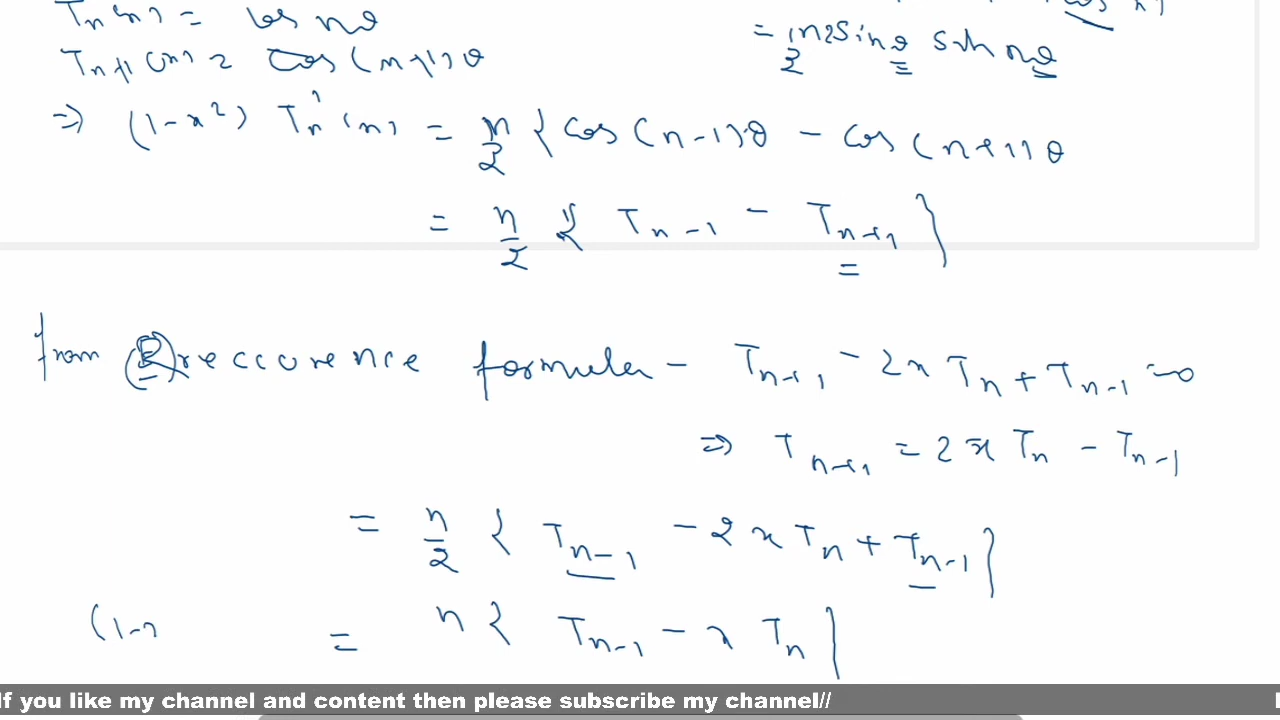 Tn(x) = cos nθ
= n/2 2 sinθ sin nθ
Tn+1(x) = cos(n+1)θ
⇒ (1-x²) Tn'(x) = n/2 { cos(n-1)θ - cos(n+1)θ
= n/2 { Tn-1 - Tn+1 }
from (2) reccurence formula - Tn+1 - 2x Tn + Tn-1 = 0
⇒ Tn+1 = 2x Tn - Tn-1
= n/2 { Tn-1 - 2x Tn + Tn-1 }
(1-x = n { Tn-1 - x Tn }
If you like my channel and content then please subscribe my channel//